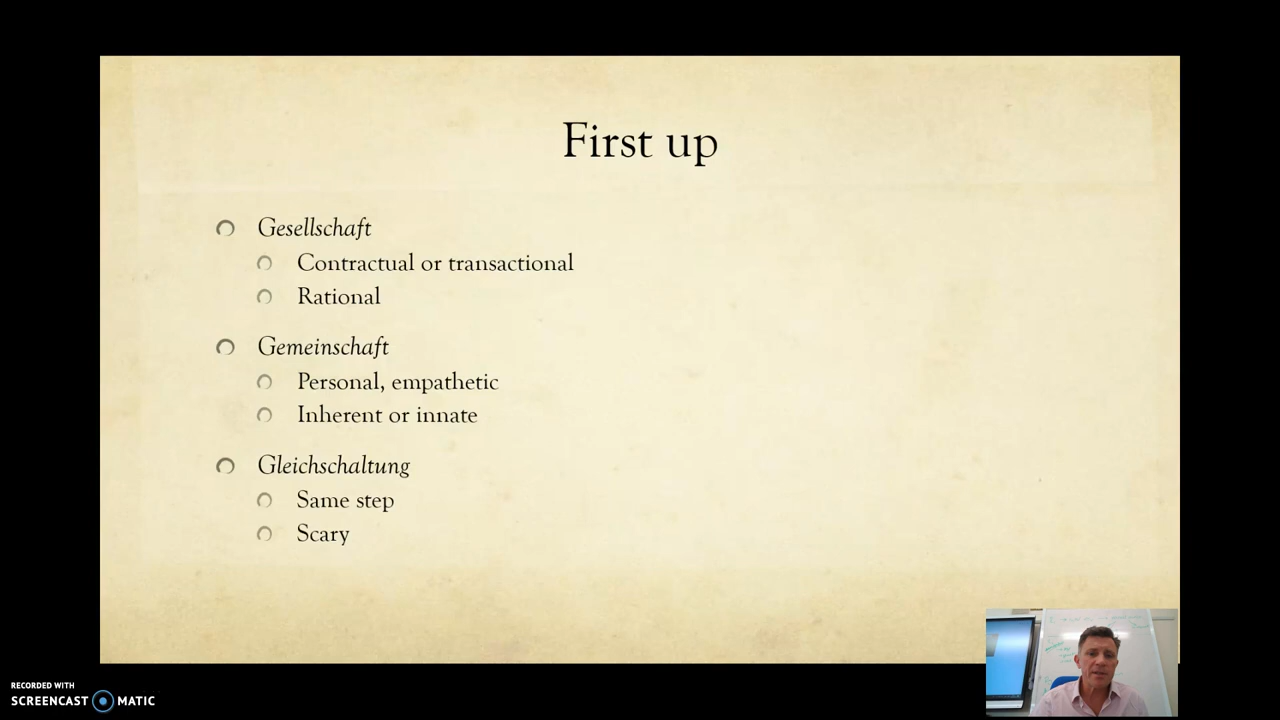 First up
Gesellschaft
Contractual or transactional
Rational
Gemeinschaft
Personal, empathetic
Inherent or innate
Gleichschaltung
Same step
Scary
RECORDED WITH
SCREENCAST MATIC